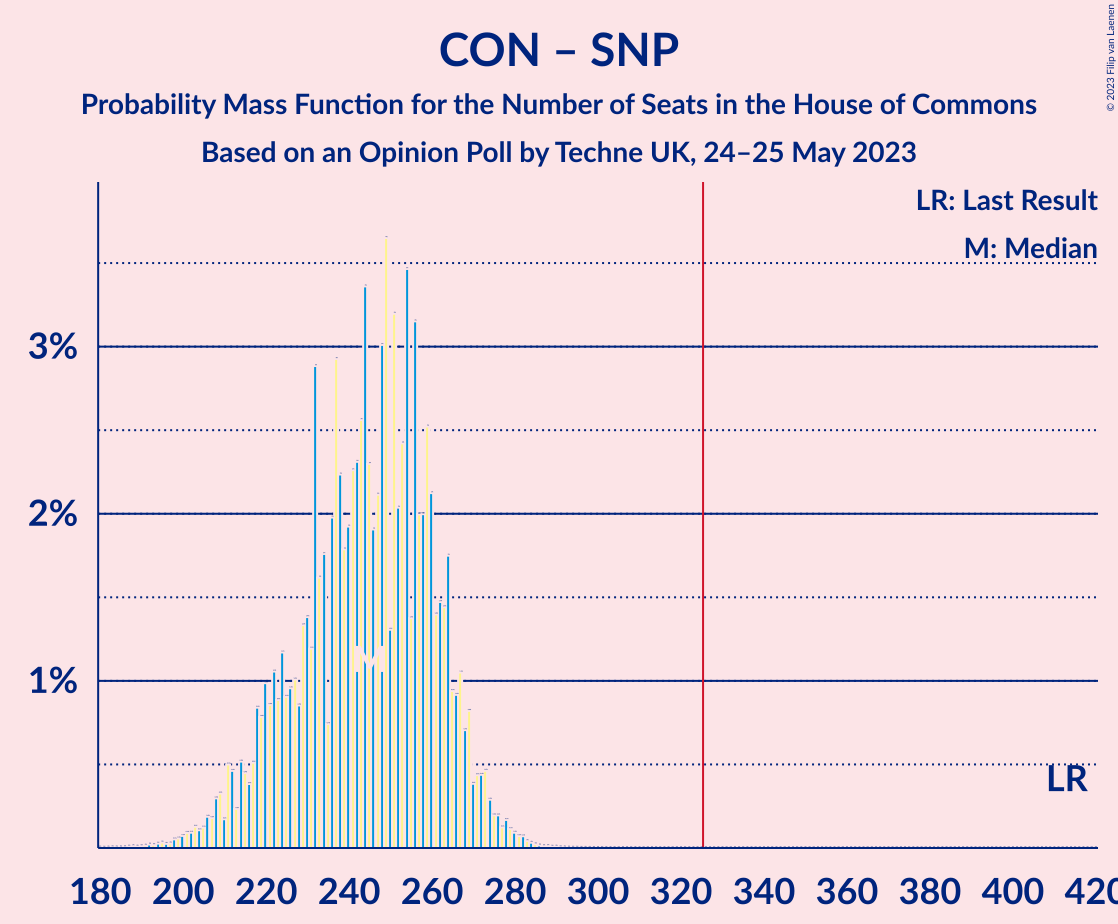 CON – SNP
Probability Mass Function for the Number of Seats in the House of Commons
Based on an Opinion Poll by Techne UK, 24–25 May 2023
© 2023 Filip van Laenen
LR: Last Result
M: Median
3%
2%
1%
M
LR
180 200 220 240 260 280 300 320 340 360 380 400 420